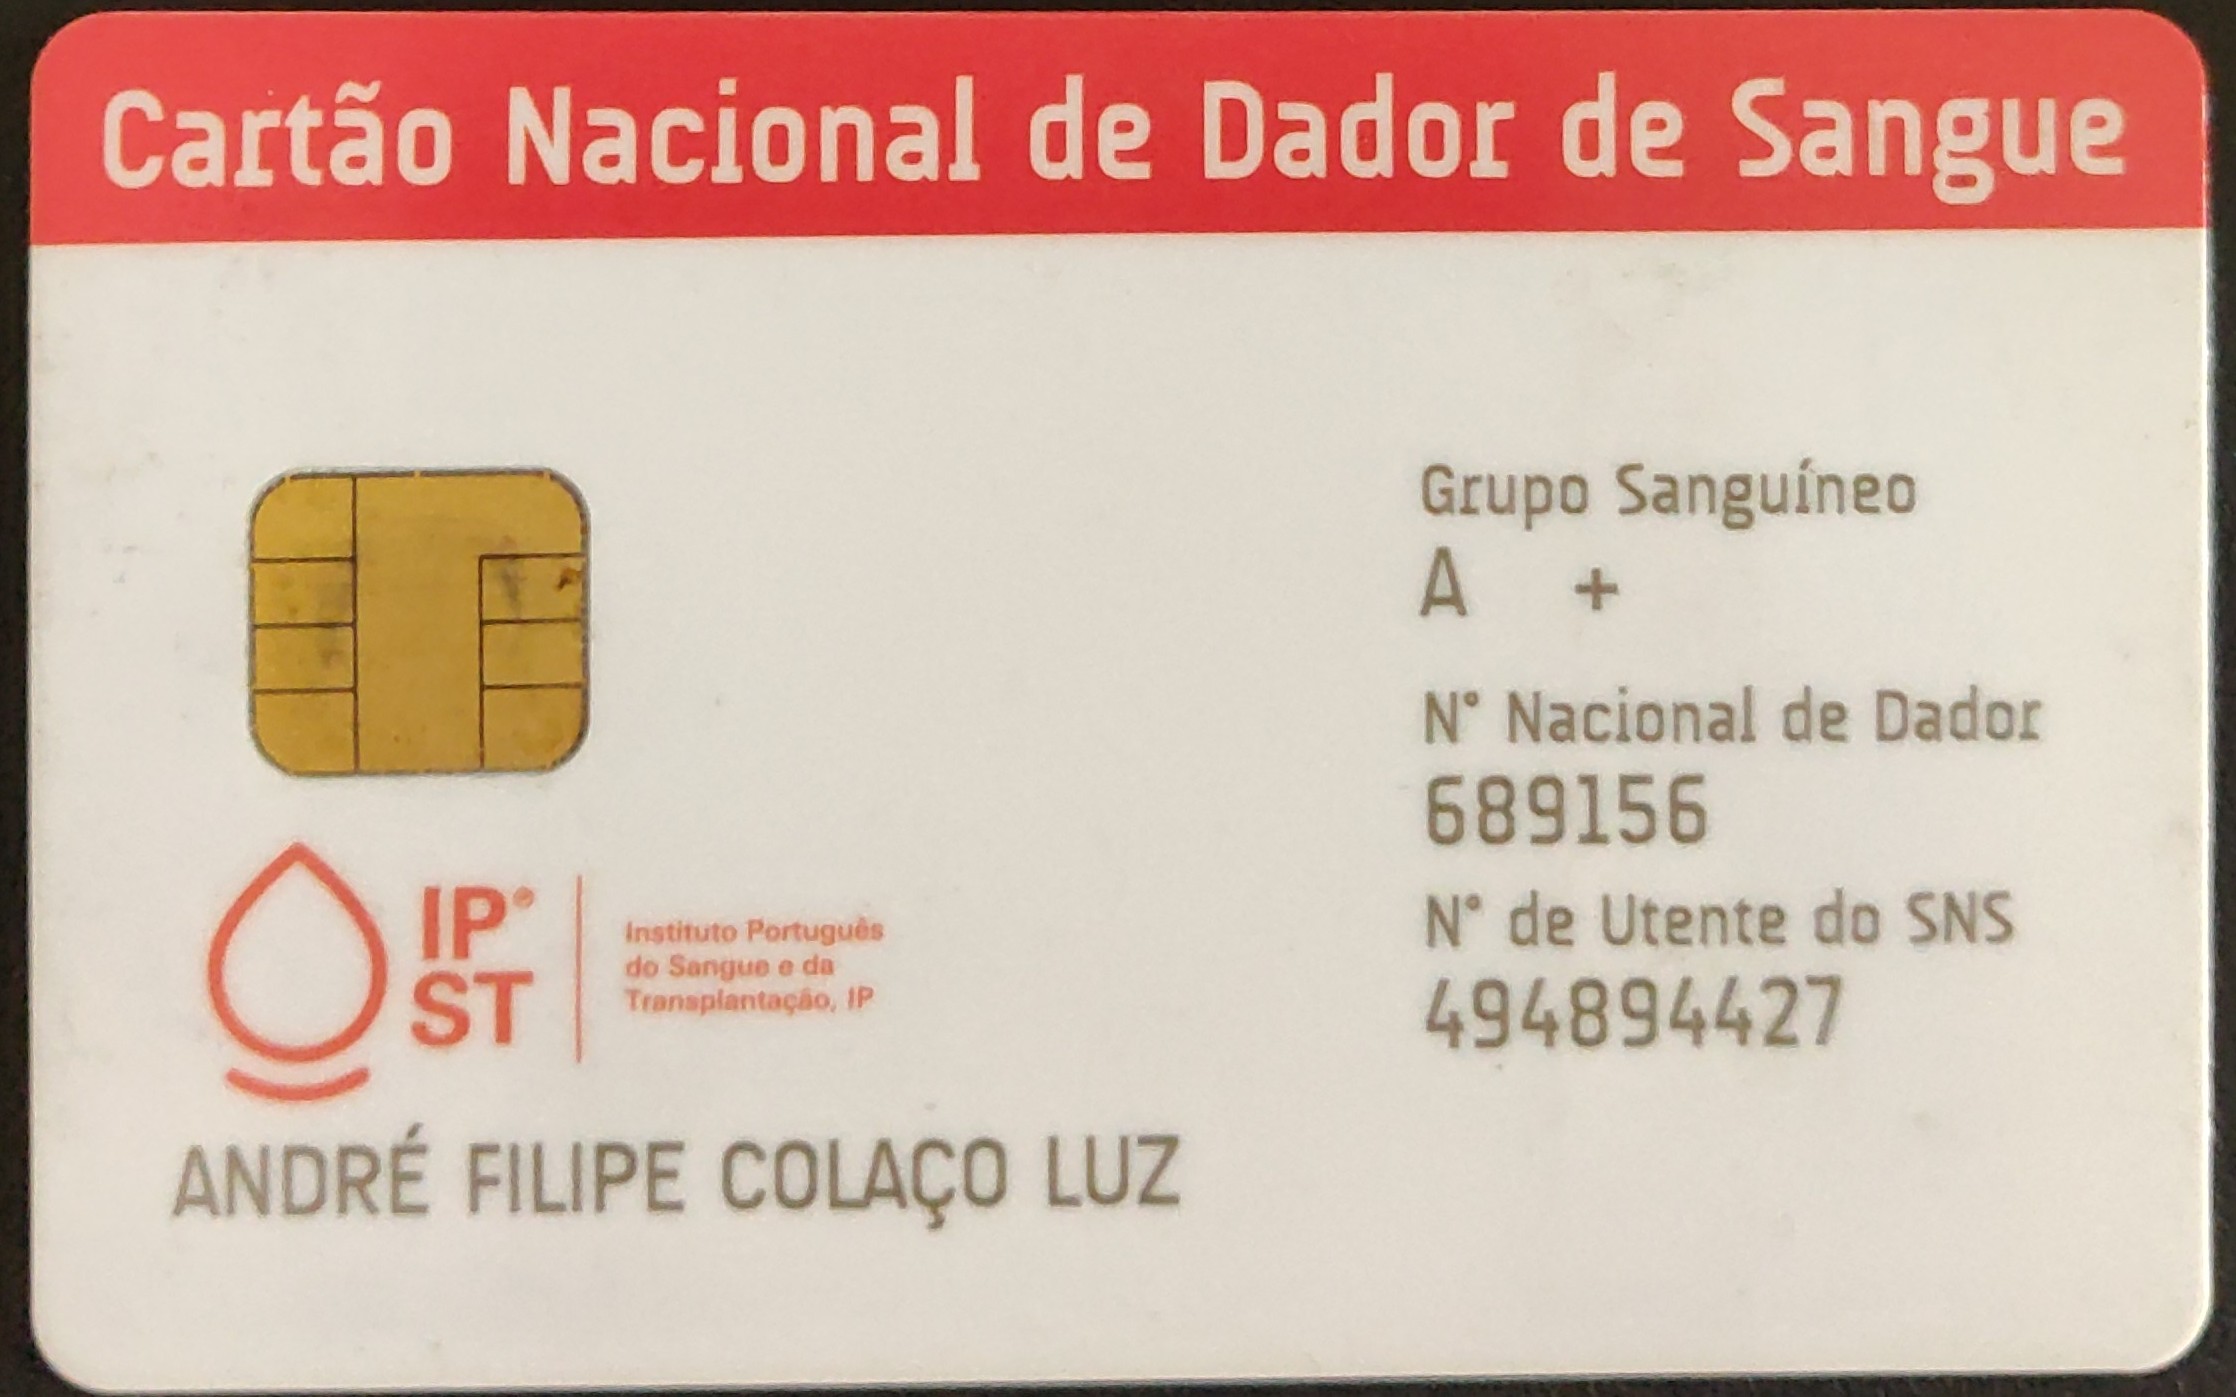 Cartão Nacional de Dador de Sangue
Grupo Sanguíneo
A +
N° Nacional de Dador
689156
N° de Utente do SNS
494894427
IP°
ST
Instituto Português
do Sangue e da
Transplantação, IP
ANDRÉ FILIPE COLAÇO LUZ